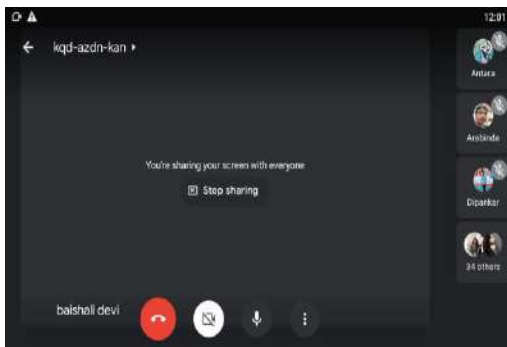 12:01
kqd-azdn-kan
Antara
Arabinda
You're sharing your screen with everyone
Stop sharing
Dipankar
34 others
baishali devi